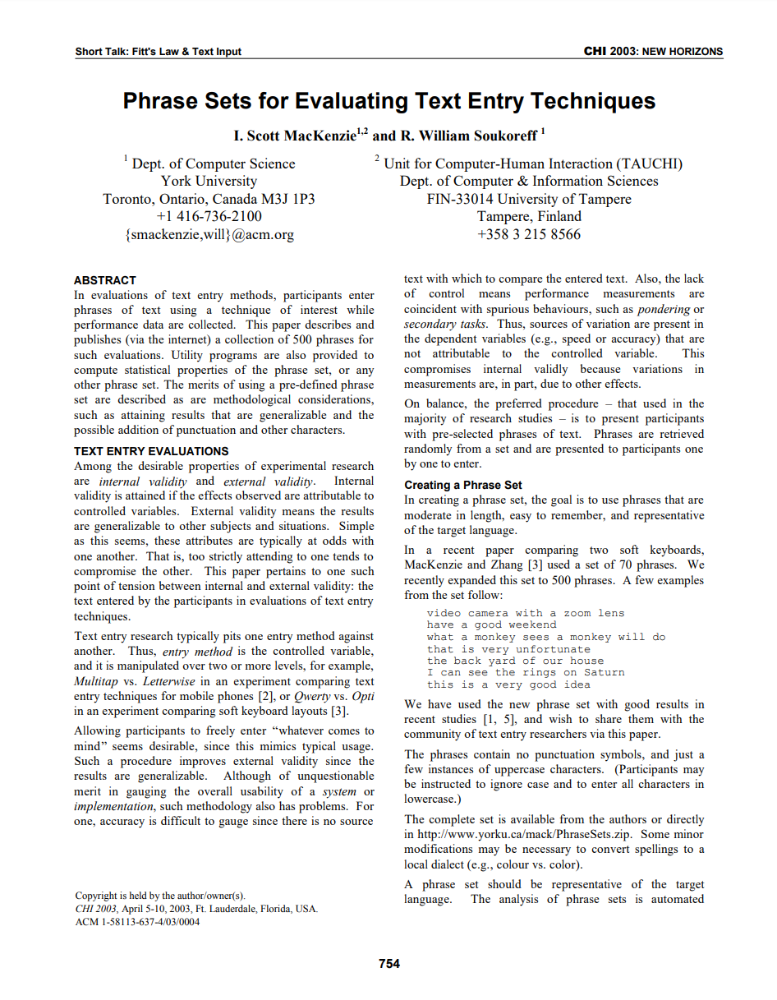 Short Talk: Fitt's Law & Text Input
CHI 2003: NEW HORIZONS
Phrase Sets for Evaluating Text Entry Techniques
I. Scott MacKenzie1,2 and R. William Soukoreff 1
1 Dept. of Computer Science
York University
Toronto, Ontario, Canada M3J 1P3
+1 416-736-2100
{smackenzie,will}@acm.org
2 Unit for Computer-Human Interaction (TAUCHI)
Dept. of Computer & Information Sciences
FIN-33014 University of Tampere
Tampere, Finland
+358 3 215 8566
ABSTRACT
In evaluations of text entry methods, participants enter
phrases of text using a technique of interest while
performance data are collected. This paper describes and
publishes (via the internet) a collection of 500 phrases for
such evaluations. Utility programs are also provided to
compute statistical properties of the phrase set, or any
other phrase set. The merits of using a pre-defined phrase
set are described as are methodological considerations,
such as attaining results that are generalizable and the
possible addition of punctuation and other characters.
TEXT ENTRY EVALUATIONS
Among the desirable properties of experimental research
are internal validity and external validity. Internal
validity is attained if the effects observed are attributable to
controlled variables. External validity means the results
are generalizable to other subjects and situations. Simple
as this seems, these attributes are typically at odds with
one another. That is, too strictly attending to one tends to
compromise the other. This paper pertains to one such
point of tension between internal and external validity: the
text entered by the participants in evaluations of text entry
techniques.
Text entry research typically pits one entry method against
another. Thus, entry method is the controlled variable,
and it is manipulated over two or more levels, for example,
Multitap vs. Letterwise in an experiment comparing text
entry techniques for mobile phones [2], or Qwerty vs. Opti
in an experiment comparing soft keyboard layouts [3].
Allowing participants to freely enter “whatever comes to
mind” seems desirable, since this mimics typical usage.
Such a procedure improves external validity since the
results are generalizable. Although of unquestionable
merit in gauging the overall usability of a system or
implementation, such methodology also has problems. For
one, accuracy is difficult to gauge since there is no source
Copyright is held by the author/owner(s).
CHI 2003, April 5-10, 2003, Ft. Lauderdale, Florida, USA.
ACM 1-58113-637-4/03/0004
text with which to compare the entered text. Also, the lack
of control means performance measurements are
coincident with spurious behaviours, such as pondering or
secondary tasks. Thus, sources of variation are present in
the dependent variables (e.g., speed or accuracy) that are
not attributable to the controlled variable. This
compromises internal validly because variations in
measurements are, in part, due to other effects.
On balance, the preferred procedure – that used in the
majority of research studies – is to present participants
with pre-selected phrases of text. Phrases are retrieved
randomly from a set and are presented to participants one
by one to enter.
Creating a Phrase Set
In creating a phrase set, the goal is to use phrases that are
moderate in length, easy to remember, and representative
of the target language.
In a recent paper comparing two soft keyboards,
MacKenzie and Zhang [3] used a set of 70 phrases. We
recently expanded this set to 500 phrases. A few examples
from the set follow:
video camera with a zoom lens
have a good weekend
what a monkey sees a monkey will do
that is very unfortunate
the back yard of our house
I can see the rings on Saturn
this is a very good idea
We have used the new phrase set with good results in
recent studies [1, 5], and wish to share them with the
community of text entry researchers via this paper.
The phrases contain no punctuation symbols, and just a
few instances of uppercase characters. (Participants may
be instructed to ignore case and to enter all characters in
lowercase.)
The complete set is available from the authors or directly
in http://www.yorku.ca/mack/PhraseSets.zip. Some minor
modifications may be necessary to convert spellings to a
local dialect (e.g., colour vs. color).
A phrase set should be representative of the target
language. The analysis of phrase sets is automated
754